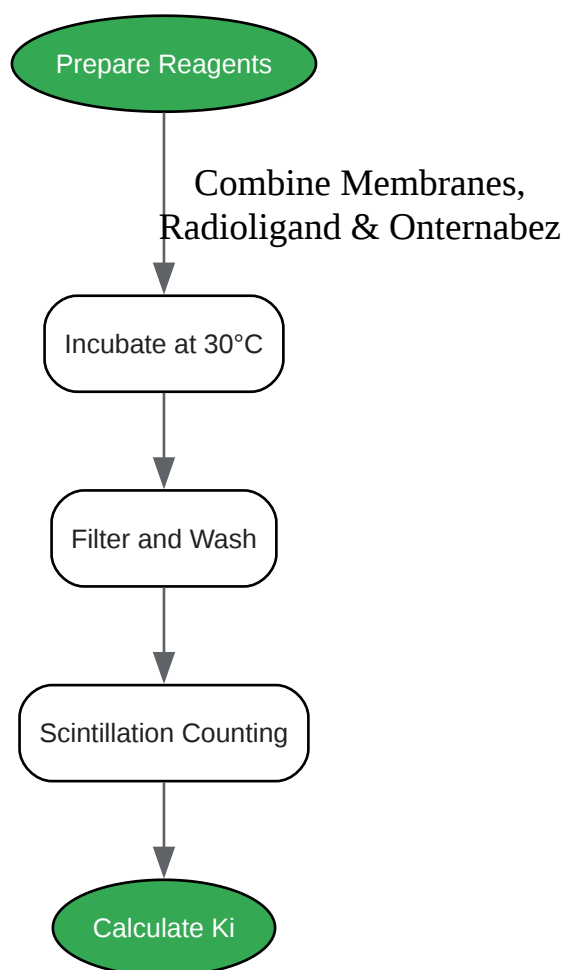 Prepare Reagents
Combine Membranes,
Radioligand & Onternabez
Incubate at 30°C
Filter and Wash
Scintillation Counting
Calculate Ki